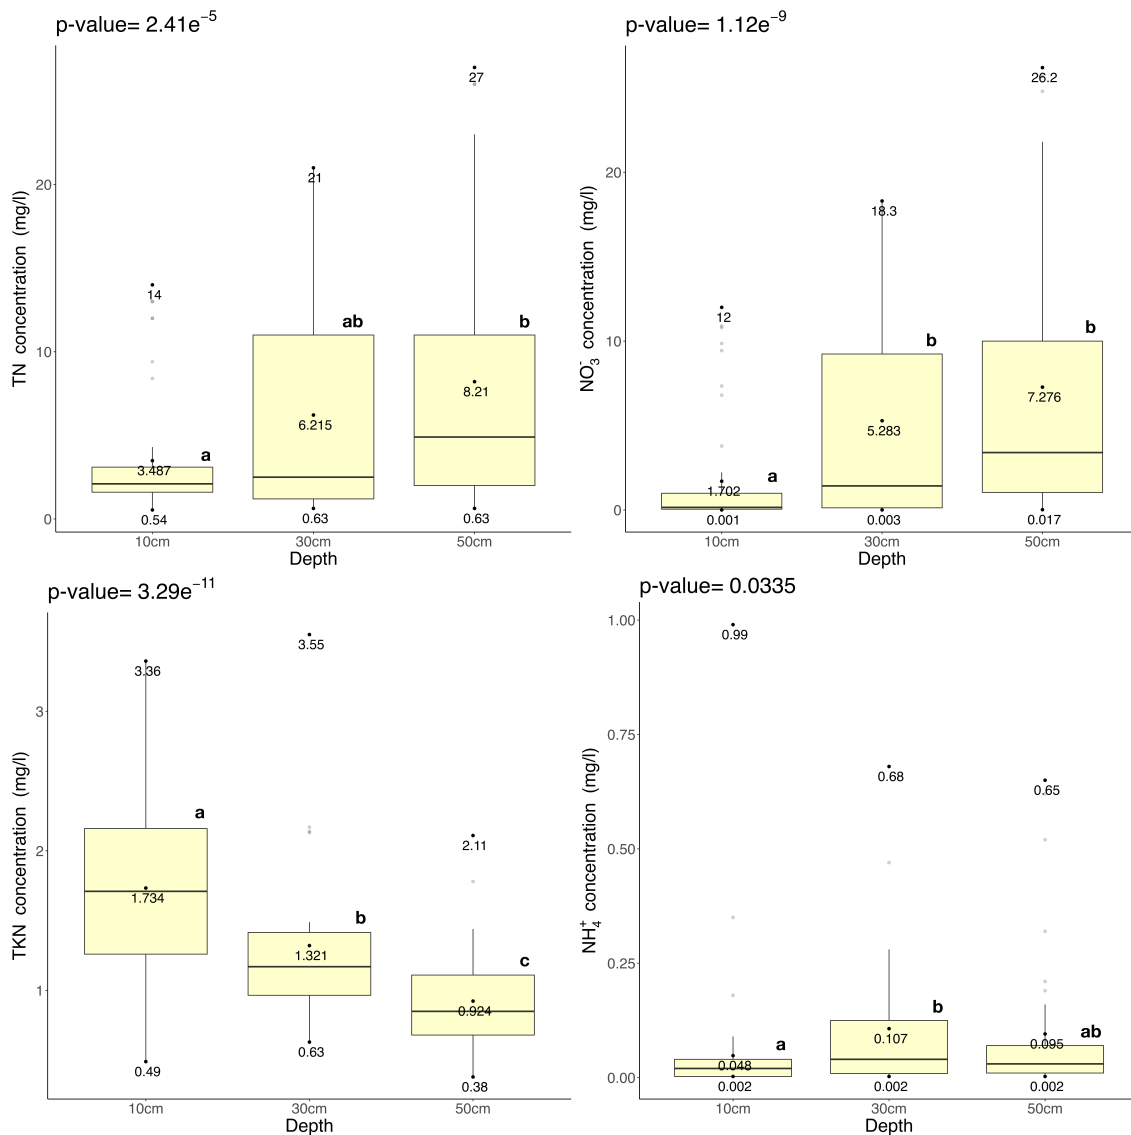 p-value= 2.41e⁻⁵
TN concentration (mg/l)
20
10
0
14
3.487
a
0.54
21
ab
6.215
0.63
27
b
8.21
0.63
10cm
30cm
50cm
Depth
p-value= 1.12e⁻⁹
NO₃⁻ concentration (mg/l)
20
10
0
12
a
1.702
0.001
18.3
b
5.283
0.003
26.2
b
7.276
0.017
10cm
30cm
50cm
Depth
p-value= 3.29e⁻¹¹
TKN concentration (mg/l)
3
2
1
3.36
a
1.734
0.49
3.55
b
1.321
0.63
2.11
c
0.924
0.38
10cm
30cm
50cm
Depth
p-value= 0.0335
NH₄⁺ concentration (mg/l)
1.00
0.75
0.50
0.25
0.00
0.99
a
0.048
0.002
0.68
b
0.107
0.002
0.65
ab
0.095
0.002
10cm
30cm
50cm
Depth